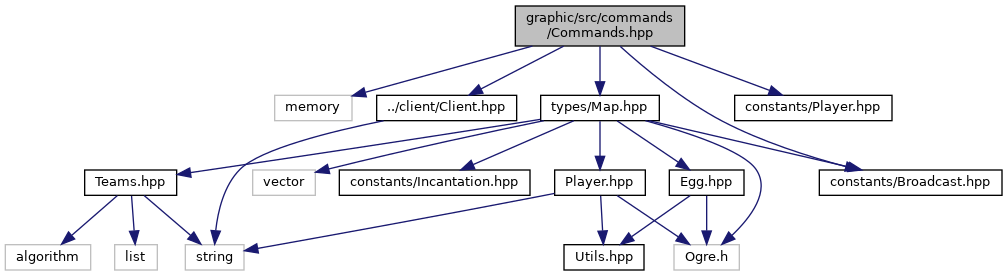 graphic/src/commands
/Commands.hpp
memory
../client/Client.hpp
types/Map.hpp
constants/Player.hpp
Teams.hpp
vector
constants/Incantation.hpp
Player.hpp
Egg.hpp
constants/Broadcast.hpp
algorithm
list
string
Utils.hpp
Ogre.h